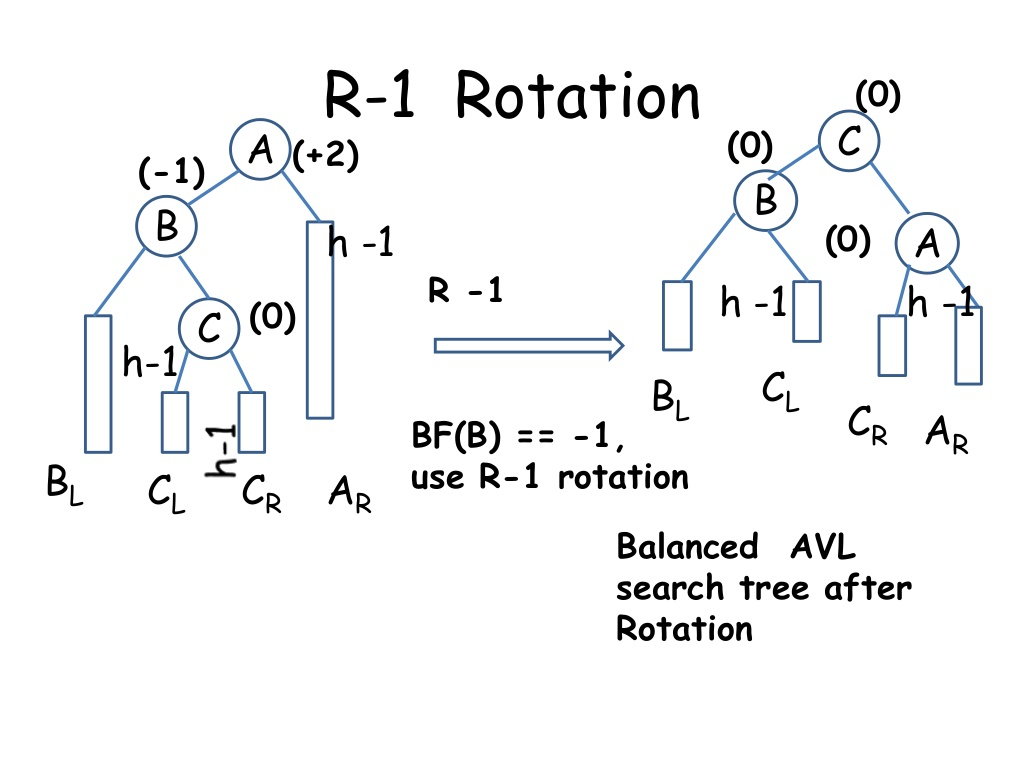 R-1 Rotation
A
(+2)
(-1)
B
h -1
C
(0)
h-1
h-1
B_L
C_L
C_R
A_R
R -1
BF(B) == -1,
use R-1 rotation
(0)
C
(0)
B
(0)
A
h -1
h -1
B_L
C_L
C_R
A_R
Balanced AVL
search tree after
Rotation